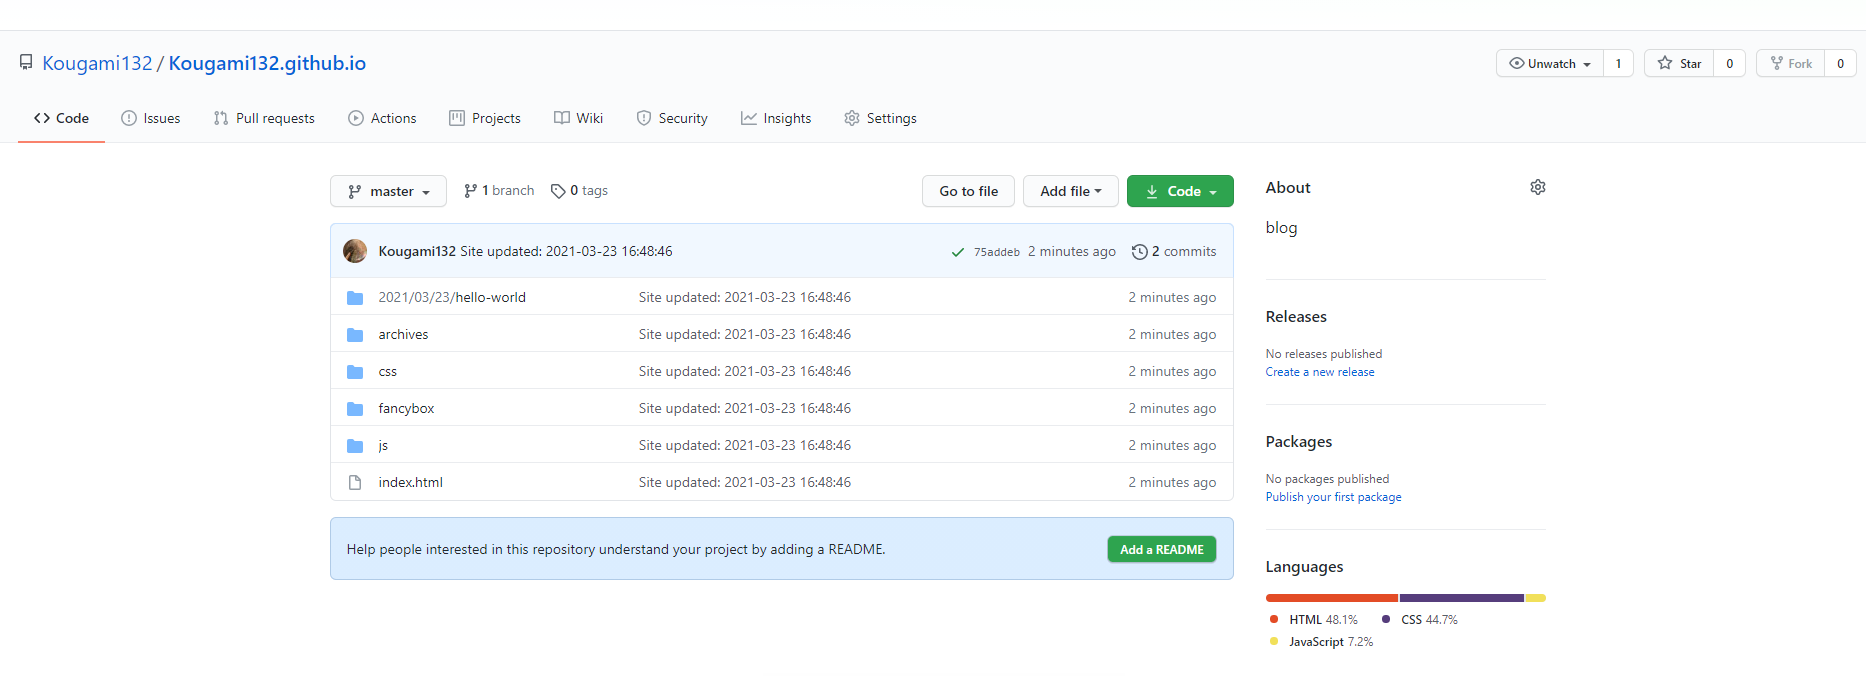 Kougami132 / Kougami132.github.io
Unwatch 1 Star 0 Fork 0
Code Issues Pull requests Actions Projects Wiki Security Insights Settings
master 1 branch 0 tags Go to file Add file Code
Kougami132 Site updated: 2021-03-23 16:48:46 75addeb 2 minutes ago 2 commits
2021/03/23/hello-world Site updated: 2021-03-23 16:48:46 2 minutes ago
archives Site updated: 2021-03-23 16:48:46 2 minutes ago
css Site updated: 2021-03-23 16:48:46 2 minutes ago
fancybox Site updated: 2021-03-23 16:48:46 2 minutes ago
js Site updated: 2021-03-23 16:48:46 2 minutes ago
index.html Site updated: 2021-03-23 16:48:46 2 minutes ago
Help people interested in this repository understand your project by adding a README. Add a README
About
blog
Releases
No releases published
Create a new release
Packages
No packages published
Publish your first package
Languages
HTML 48.1% CSS 44.7%
JavaScript 7.2%